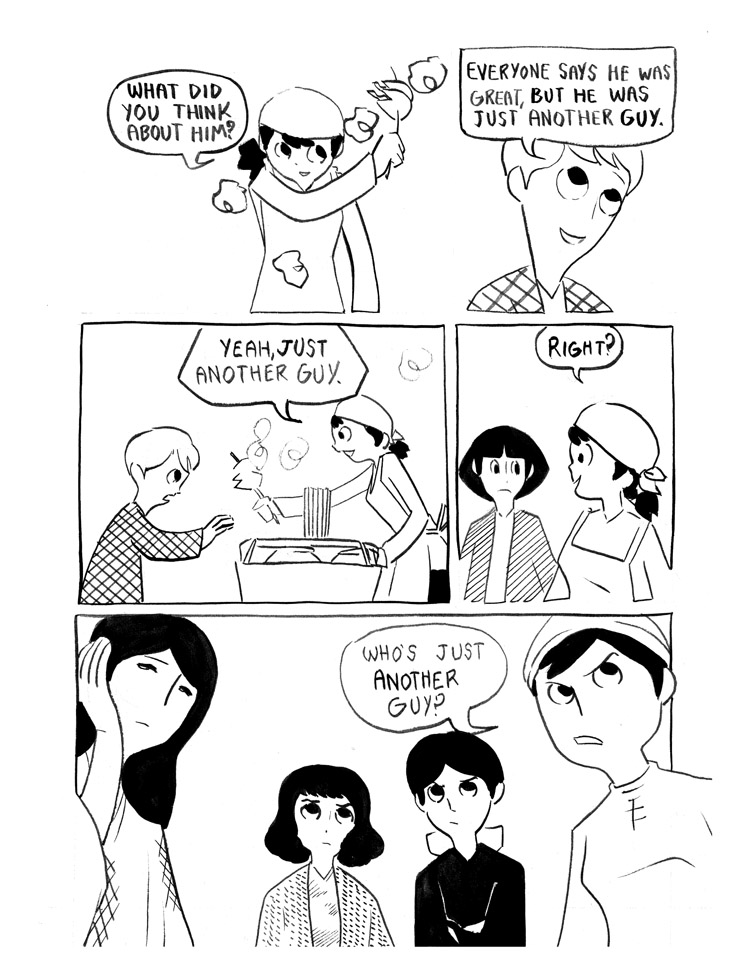 WHAT DID
YOU THINK
ABOUT HIM?
EVERYONE SAYS HE WAS
GREAT, BUT HE WAS
JUST ANOTHER GUY.
YEAH, JUST
ANOTHER GUY.
RIGHT?
WHO'S JUST
ANOTHER
GUY?